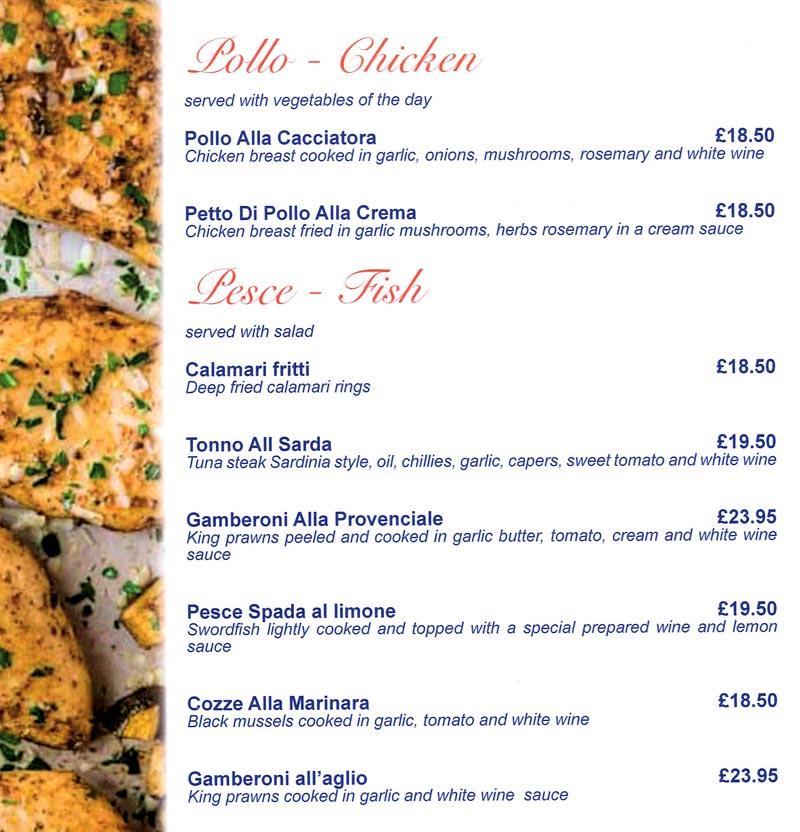 Pollo - Chicken
served with vegetables of the day
Pollo Alla Cacciatora £18.50
Chicken breast cooked in garlic, onions, mushrooms, rosemary and white wine
Petto Di Pollo Alla Crema £18.50
Chicken breast fried in garlic mushrooms, herbs rosemary in a cream sauce
Pesce - Fish
served with salad
Calamari fritti £18.50
Deep fried calamari rings
Tonno All Sarda £19.50
Tuna steak Sardinia style, oil, chillies, garlic, capers, sweet tomato and white wine
Gamberoni Alla Provenciale £23.95
King prawns peeled and cooked in garlic butter, tomato, cream and white wine
sauce
Pesce Spada al limone £19.50
Swordfish lightly cooked and topped with a special prepared wine and lemon
sauce
Cozze Alla Marinara £18.50
Black mussels cooked in garlic, tomato and white wine
Gamberoni all'aglio £23.95
King prawns cooked in garlic and white wine sauce